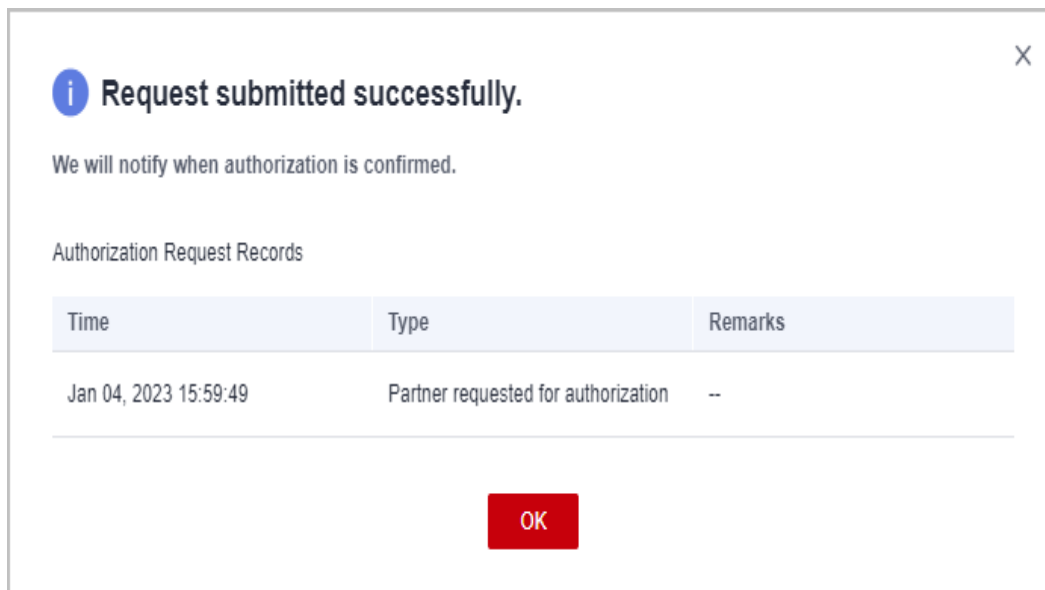 Request submitted successfully.
We will notify when authorization is confirmed.
Authorization Request Records
Time Type Remarks
Jan 04, 2023 15:59:49 Partner requested for authorization --
OK